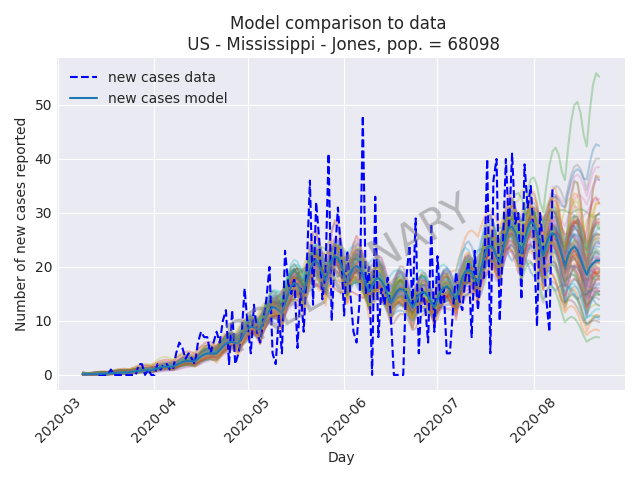 Model comparison to data
US - Mississippi - Jones, pop. = 68098
new cases data
new cases model
Number of new cases reported
50
40
30
20
10
0
2020-03
2020-04
2020-05
2020-06
2020-07
2020-08
Day